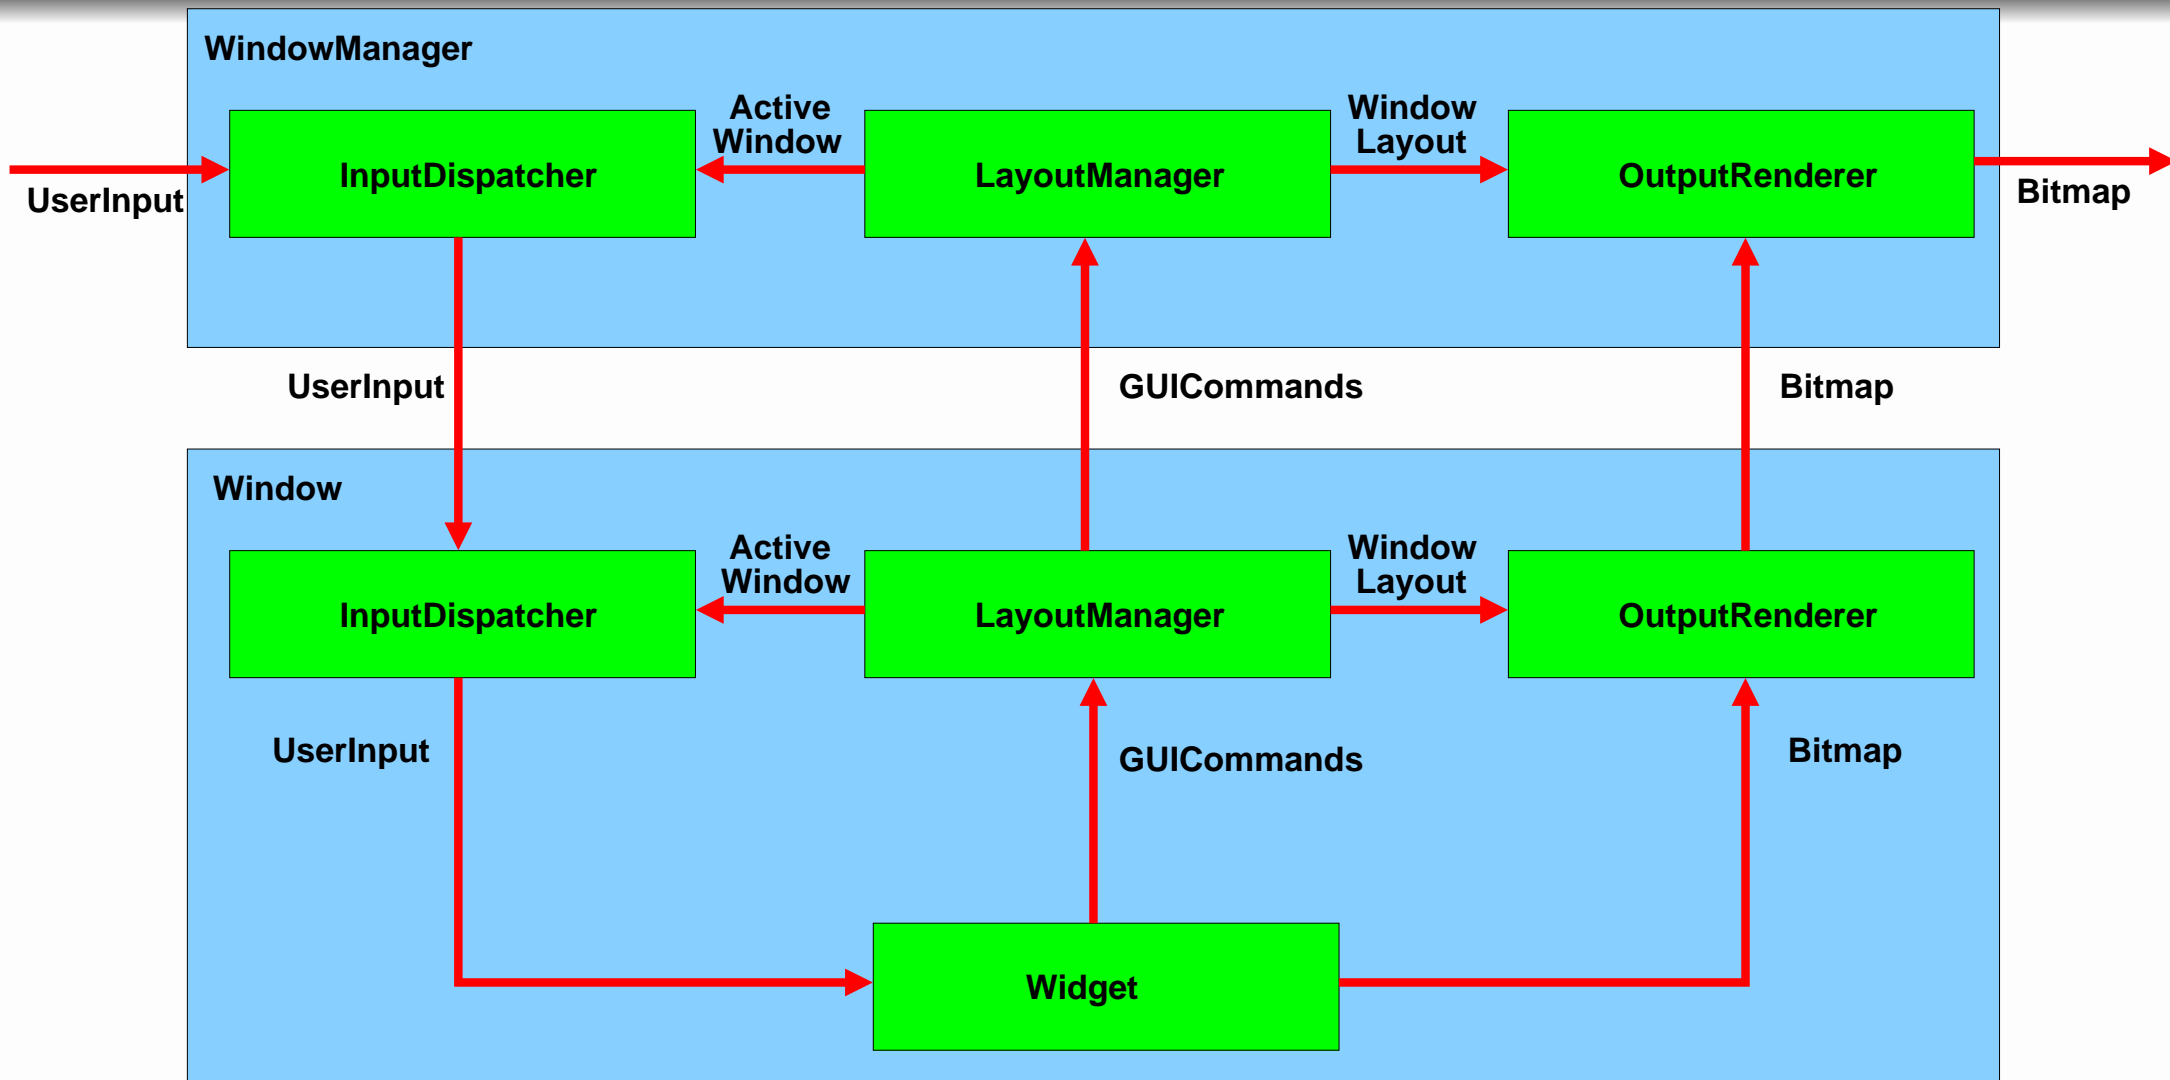 WindowManager
Active
Window
Window
Layout
InputDispatcher
LayoutManager
OutputRenderer
UserInput
Bitmap
UserInput
GUICommands
Bitmap
Window
Active
Window
Window
Layout
InputDispatcher
LayoutManager
OutputRenderer
UserInput
GUICommands
Bitmap
Widget